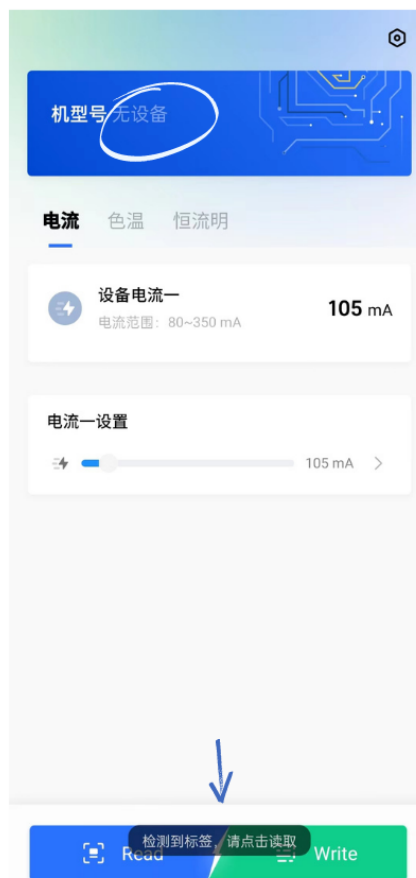 机型号 无设备
电流 色温 恒流明
设备电流一
电流范围：80~350 mA
105 mA
电流一设置
105 mA
检测到标签，请点击读取
Read
Write